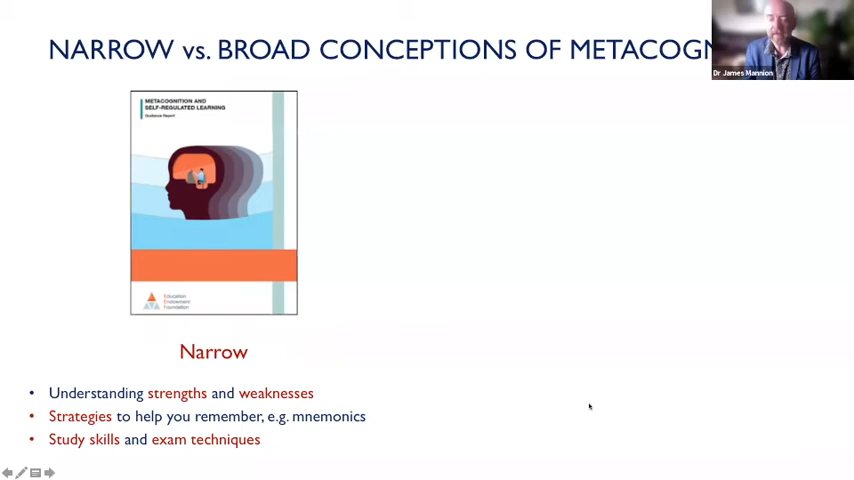 NARROW vs. BROAD CONCEPTIONS OF METACOGN
Dr James Mannion
METACOGNITION AND
SELF-REGULATED LEARNING
Guidance Report
Education
Endowment
Foundation
Narrow
• Understanding strengths and weaknesses
• Strategies to help you remember, e.g. mnemonics
• Study skills and exam techniques